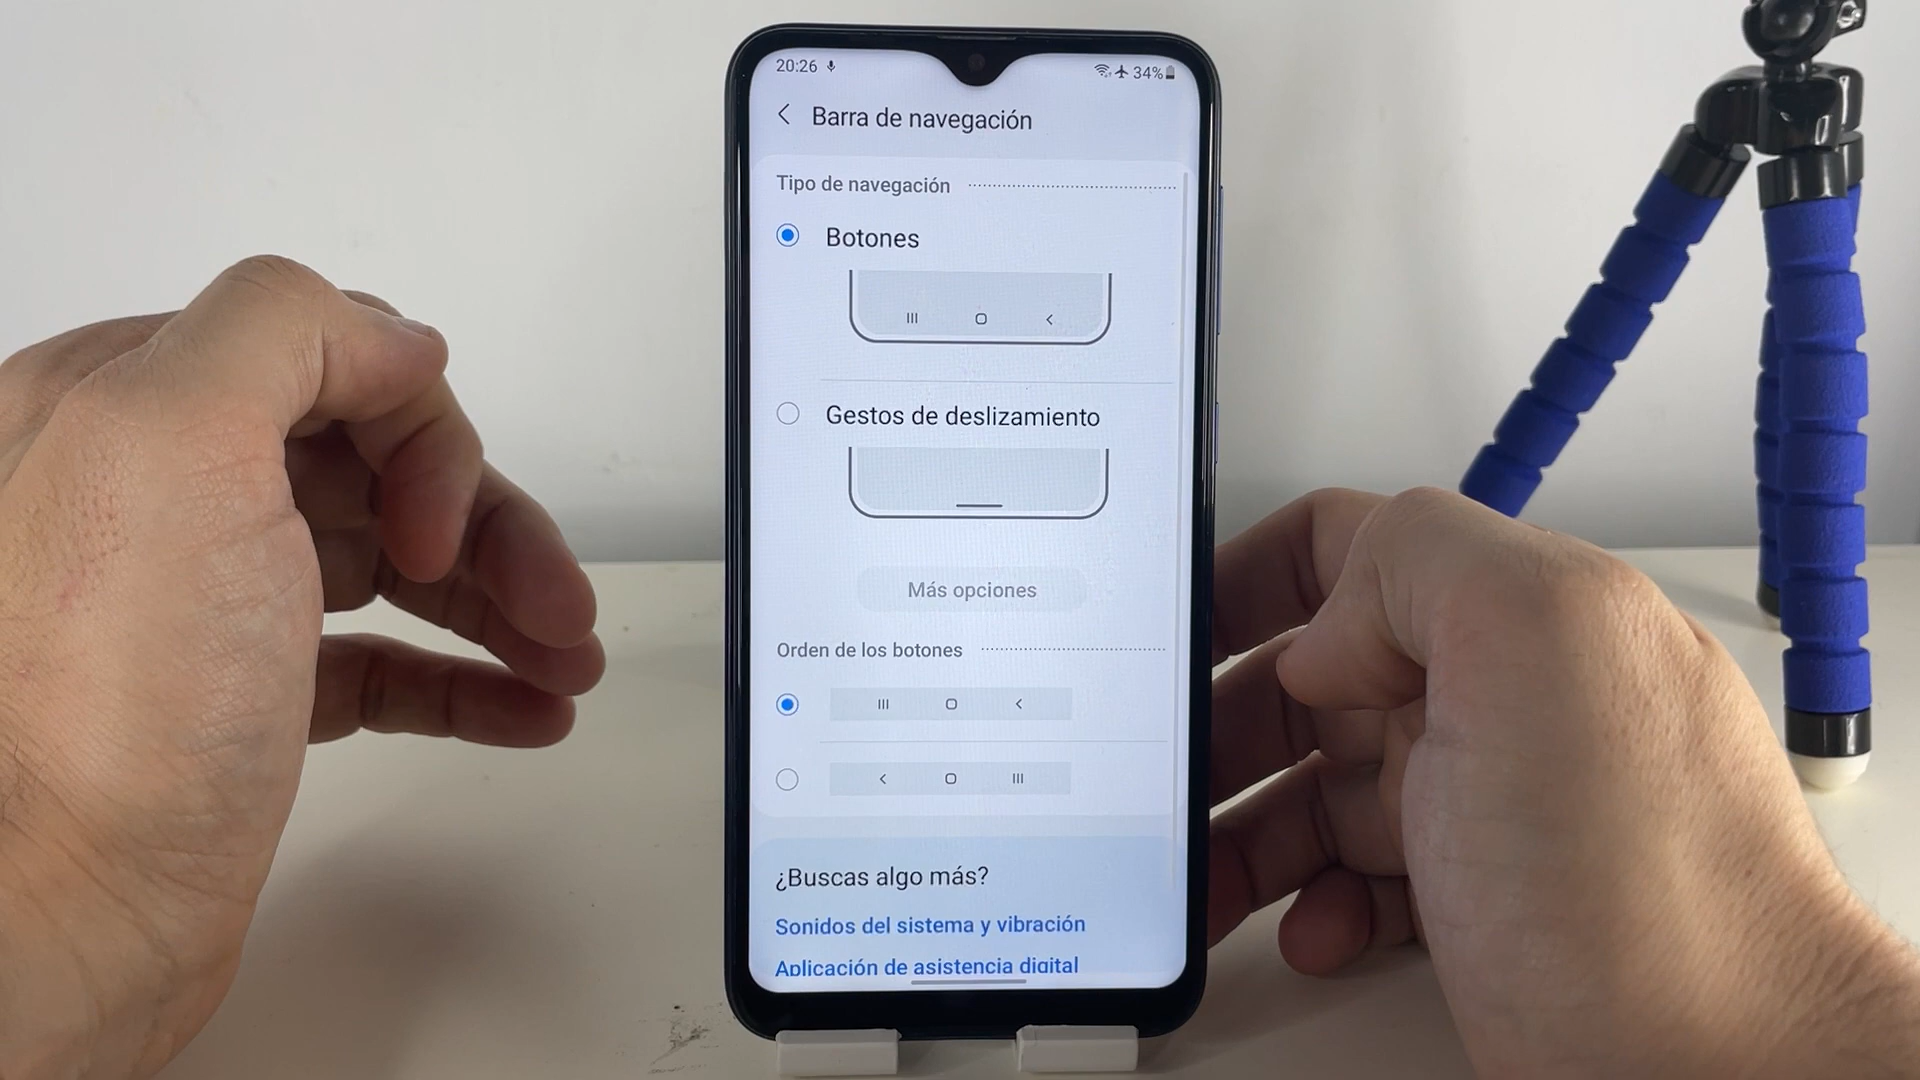 20:26
34%
Barra de navegación
Tipo de navegación
Botones
Gestos de deslizamiento
Más opciones
Orden de los botones
¿Buscas algo más?
Sonidos del sistema y vibración
Aplicación de asistencia digital